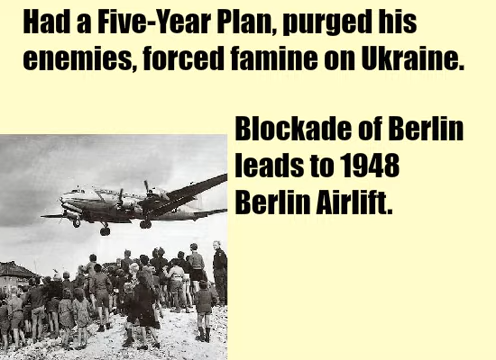 Had a Five-Year Plan, purged his
enemies, forced famine on Ukraine.
Blockade of Berlin
leads to 1948
Berlin Airlift.